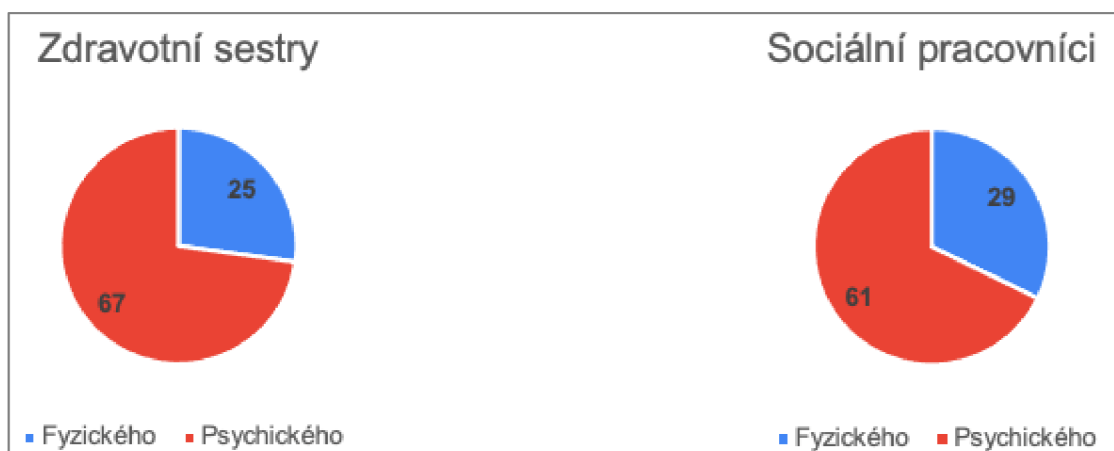 Zdravotní sestry
25
67
Fyzického Psychického
Sociální pracovníci
29
61
Fyzického Psychického